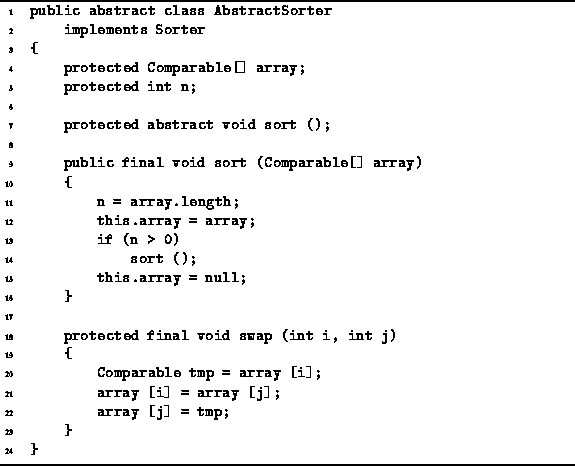 1 public abstract class AbstractSorter
2     implements Sorter
3 {
4     protected Comparable[] array;
5     protected int n;
6
7     protected abstract void sort ();
8
9     public final void sort (Comparable[] array)
10     {
11         n = array.length;
12         this.array = array;
13         if (n > 0)
14             sort ();
15         this.array = null;
16     }
17
18     protected final void swap (int i, int j)
19     {
20         Comparable tmp = array [i];
21         array [i] = array [j];
22         array [j] = tmp;
23     }
24 }